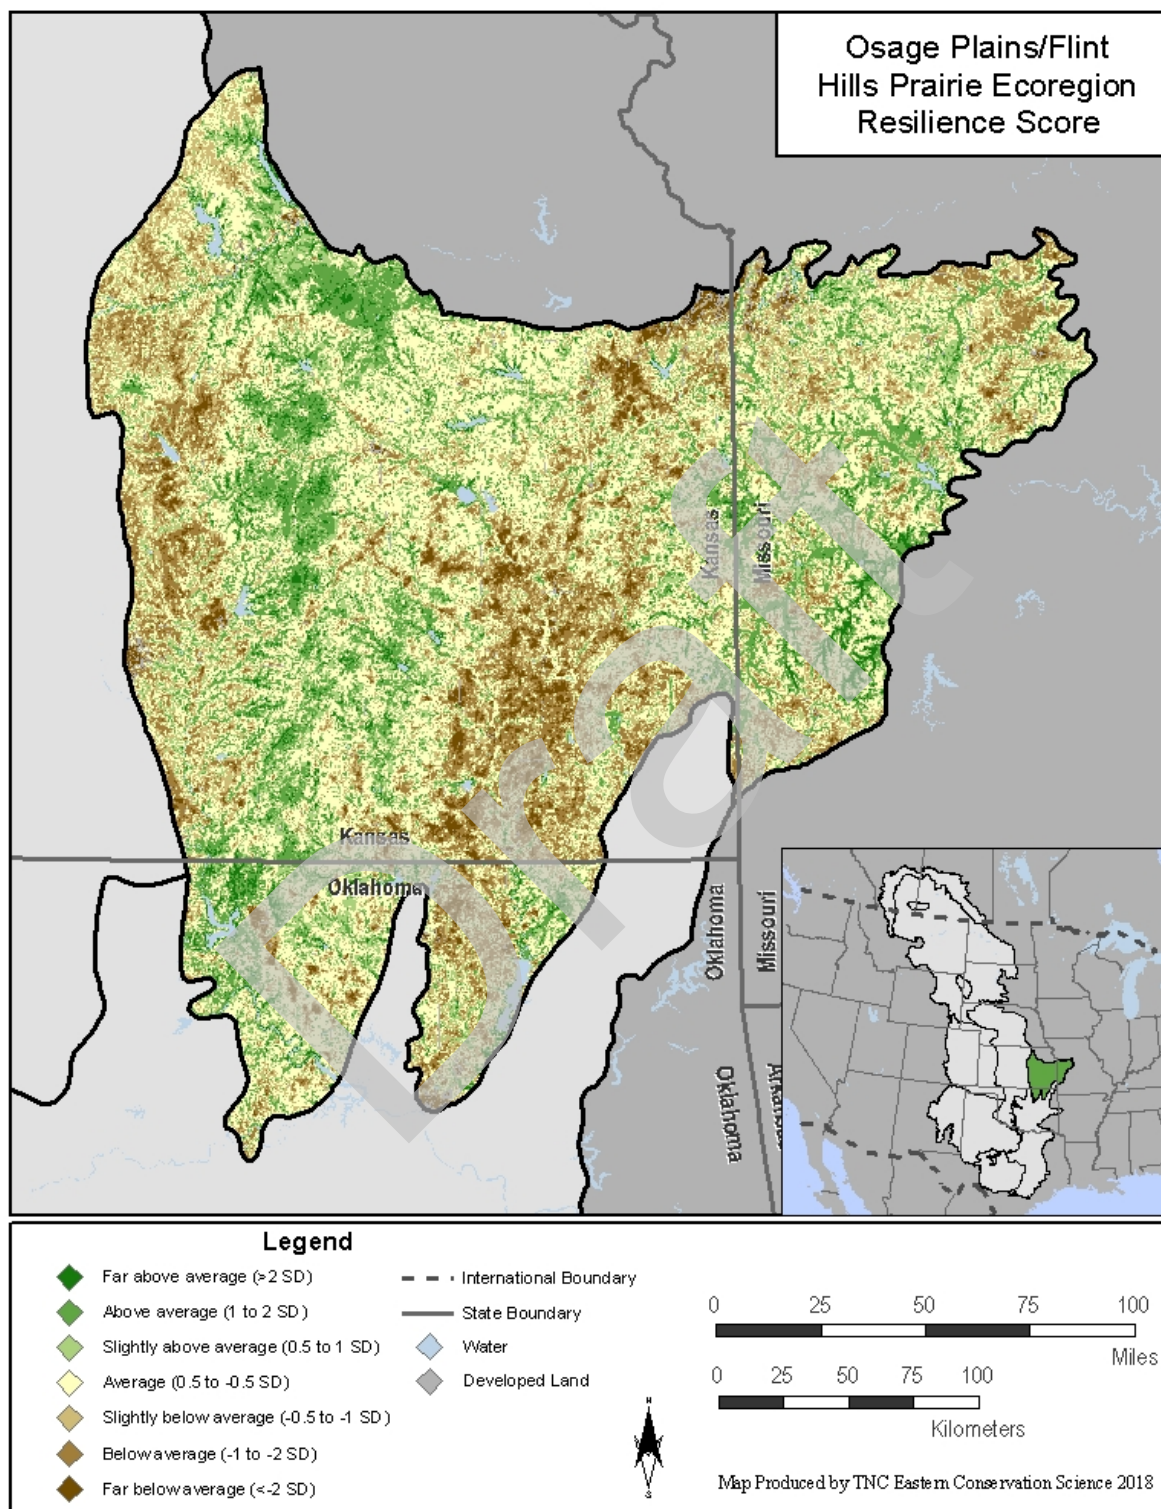 Osage Plains/Flint
Hills Prairie Ecoregion
Resilience Score
Kansas
Missouri
Draft
Kansas
Oklahoma
Oklahoma
Missouri
Oklahoma
Legend
Far above average (>2 SD)
Above average (1 to 2 SD)
Slightly above average (0.5 to 1 SD)
Average (0.5 to -0.5 SD)
Slightly below average (-0.5 to -1 SD)
Below average (-1 to -2 SD)
Far below average (<-2 SD)
International Boundary
State Boundary
Water
Developed Land
0 25 50 75 100
Miles
0 25 50 75 100
Kilometers
N
S
Map Produced by TNC Eastern Conservation Science 2018